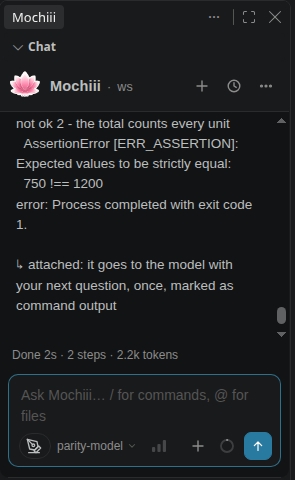 Mochiii
Chat
Mochiii · ws
not ok 2 - the total counts every unit
AssertionError [ERR_ASSERTION]:
Expected values to be strictly equal:
750 !== 1200
error: Process completed with exit code
1.
↳ attached: it goes to the model with
your next question, once, marked as
command output
Done 2s · 2 steps · 2.2k tokens
Ask Mochiii… / for commands, @ for
files
parity-model